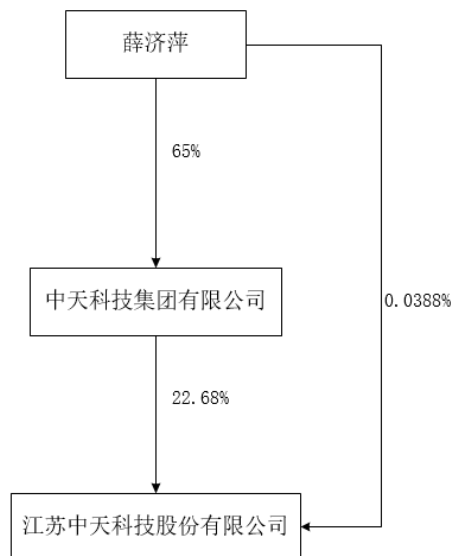 薛济萍
65%
中天科技集团有限公司
0.0388%
22.68%
江苏中天科技股份有限公司